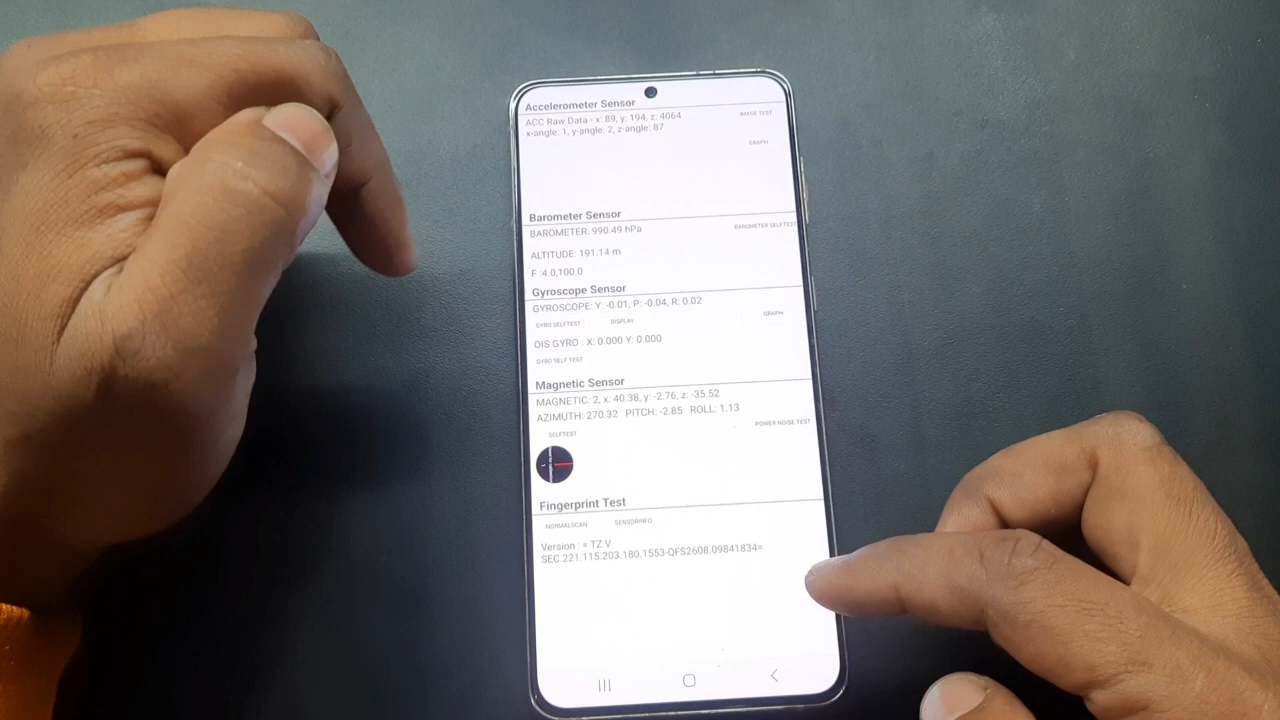 Accelerometer Sensor
ACC Raw Data - x: 89, y: 194, z: 4064
x-angle: 1, y-angle: 2, z-angle: 87
IMAGE TEST
GRAPH
Barometer Sensor
BAROMETER: 990.49 hPa
BAROMETER SELFTEST
ALTITUDE: 191.14 m
F :4.0,100.0
Gyroscope Sensor
GYROSCOPE: Y: -0.01, P: -0.04, R: 0.02
GYRO SELFTEST DISPLAY GRAPH
OIS GYRO : X: 0.000 Y: 0.000
GYRO SELF TEST
Magnetic Sensor
MAGNETIC: 2, x: 40.38, y: -2.76, z: -35.52
AZIMUTH: 270.32 PITCH: -2.85 ROLL: 1.13
SELFTEST POWER NOISE TEST
Fingerprint Test
NORMALSCAN SENSORINFO
Version : = TZ V
SEC.221.115.203.180.1553-QFS2608.09841834=